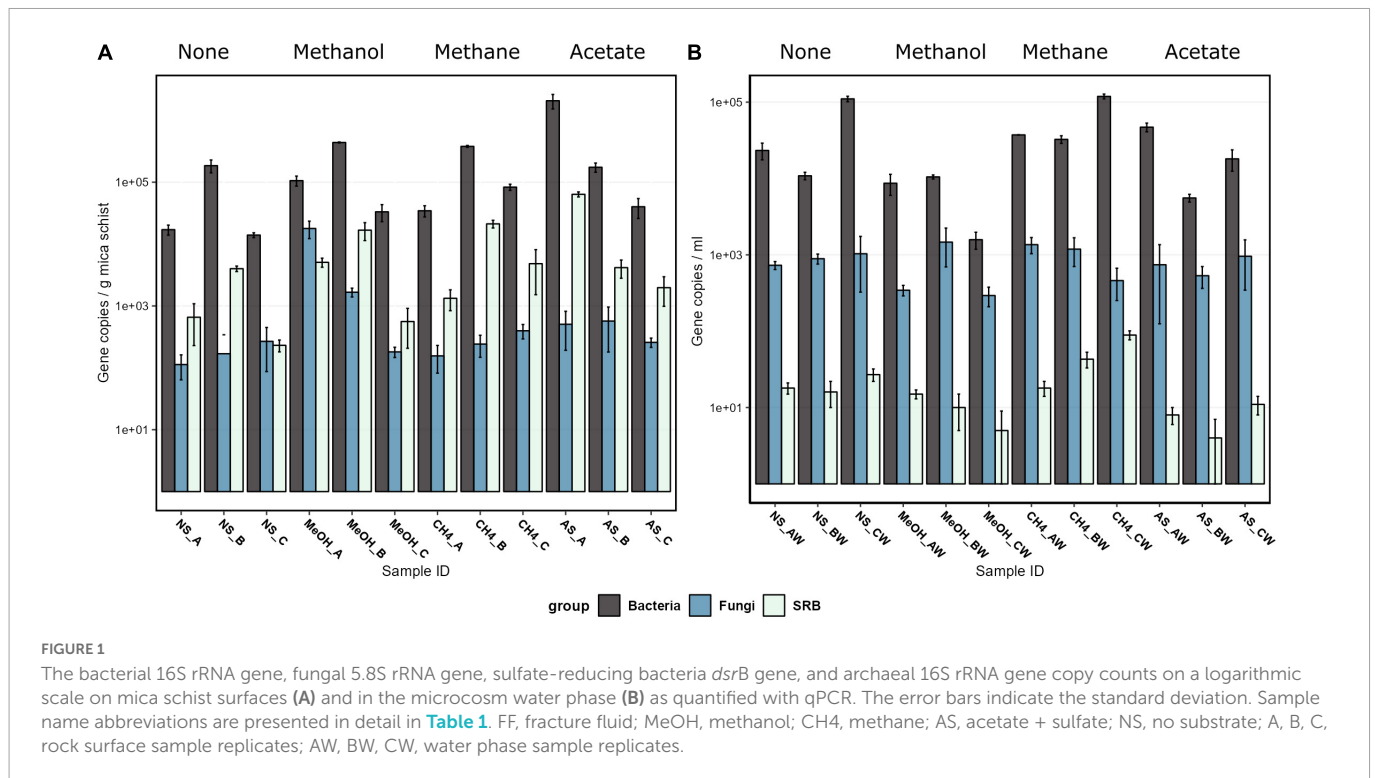 A
None Methanol Methane Acetate
Gene copies / g mica schist
1e+05
1e+03
1e+01
NS_A NS_B NS_C MeOH_A MeOH_B MeOH_C CH4_A CH4_B CH4_C AS_A AS_B AS_C
Sample ID
B
None Methanol Methane Acetate
Gene copies / ml
1e+05
1e+03
1e+01
NS_AW NS_BW NS_CW MeOH_AW MeOH_BW MeOH_CW CH4_AW CH4_BW CH4_CW AS_AW AS_BW AS_CW
Sample ID
group Bacteria Fungi SRB
FIGURE 1
The bacterial 16S rRNA gene, fungal 5.8S rRNA gene, sulfate-reducing bacteria dsrB gene, and archaeal 16S rRNA gene copy counts on a logarithmic
scale on mica schist surfaces (A) and in the microcosm water phase (B) as quantified with qPCR. The error bars indicate the standard deviation. Sample
name abbreviations are presented in detail in Table 1. FF, fracture fluid; MeOH, methanol; CH4, methane; AS, acetate + sulfate; NS, no substrate; A, B, C,
rock surface sample replicates; AW, BW, CW, water phase sample replicates.